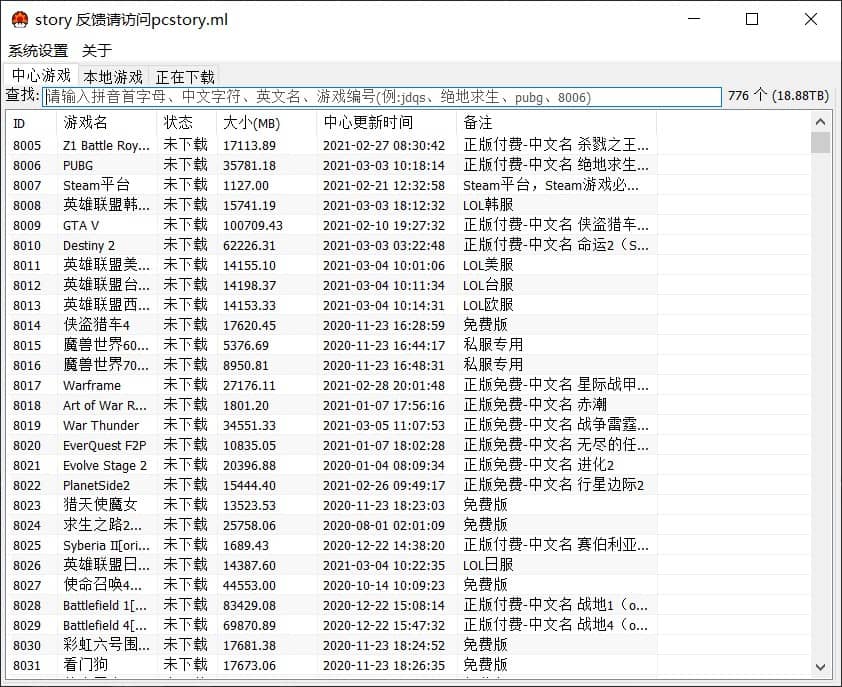 story 反馈请访问pcstory.ml
系统设置 关于
中心游戏 本地游戏 正在下载
查找: 请输入拼音首字母、中文字符、英文名、游戏编号(例:jdqs、绝地求生、pubg、8006) 776 个 (18.88TB)
ID 游戏名 状态 大小(MB) 中心更新时间 备注
8005 Z1 Battle Roy... 未下载 17113.89 2021-02-27 08:30:42 正版付费-中文名 杀戮之王...
8006 PUBG 未下载 35781.18 2021-03-03 10:18:14 正版付费-中文名 绝地求生...
8007 Steam平台 未下载 1127.00 2021-02-21 12:32:58 Steam平台，Steam游戏必...
8008 英雄联盟韩... 未下载 15741.19 2021-03-03 18:12:32 LOL韩服
8009 GTA V 未下载 100709.43 2021-02-10 19:27:32 正版付费-中文名 侠盗猎车...
8010 Destiny 2 未下载 62226.31 2021-03-03 03:22:48 正版付费-中文名 命运2（S...
8011 英雄联盟美... 未下载 14155.10 2021-03-04 10:01:06 LOL美服
8012 英雄联盟台... 未下载 14198.37 2021-03-04 10:11:34 LOL台服
8013 英雄联盟西... 未下载 14153.33 2021-03-04 10:14:31 LOL欧服
8014 侠盗猎车4 未下载 17620.45 2020-11-23 16:28:59 免费版
8015 魔兽世界60... 未下载 5376.69 2020-11-23 16:44:17 私服专用
8016 魔兽世界70... 未下载 8950.81 2020-11-23 16:48:31 私服专用
8017 Warframe 未下载 27176.11 2021-02-28 20:01:48 正版免费-中文名 星际战甲...
8018 Art of War R... 未下载 1801.20 2021-01-07 17:56:16 正版免费-中文名 赤潮
8019 War Thunder 未下载 34551.33 2021-03-05 11:07:53 正版免费-中文名 战争雷霆...
8020 EverQuest F2P 未下载 10835.05 2021-01-07 18:02:28 正版免费-中文名 无尽的任...
8021 Evolve Stage 2 未下载 20396.88 2020-01-04 08:09:34 正版免费-中文名 进化2
8022 PlanetSide2 未下载 15444.40 2021-02-26 09:49:17 正版免费-中文名 行星边际2
8023 猎天使魔女 未下载 13523.53 2020-11-23 18:23:03 免费版
8024 求生之路2... 未下载 25758.06 2020-08-01 02:01:09 免费版
8025 Syberia II[ori... 未下载 1689.43 2020-12-22 14:38:20 正版付费-中文名 赛伯利亚...
8026 英雄联盟日... 未下载 14387.60 2021-03-04 10:22:35 LOL日服
8027 使命召唤4... 未下载 44553.00 2020-10-14 10:09:23 免费版
8028 Battlefield 1[... 未下载 83429.08 2020-12-22 15:08:14 正版付费-中文名 战地1（o...
8029 Battlefield 4[... 未下载 69870.89 2020-12-22 15:47:32 正版付费-中文名 战地4（o...
8030 彩虹六号围... 未下载 17681.38 2020-11-23 18:24:52 免费版
8031 看门狗 未下载 17673.06 2020-11-23 18:26:35 免费版